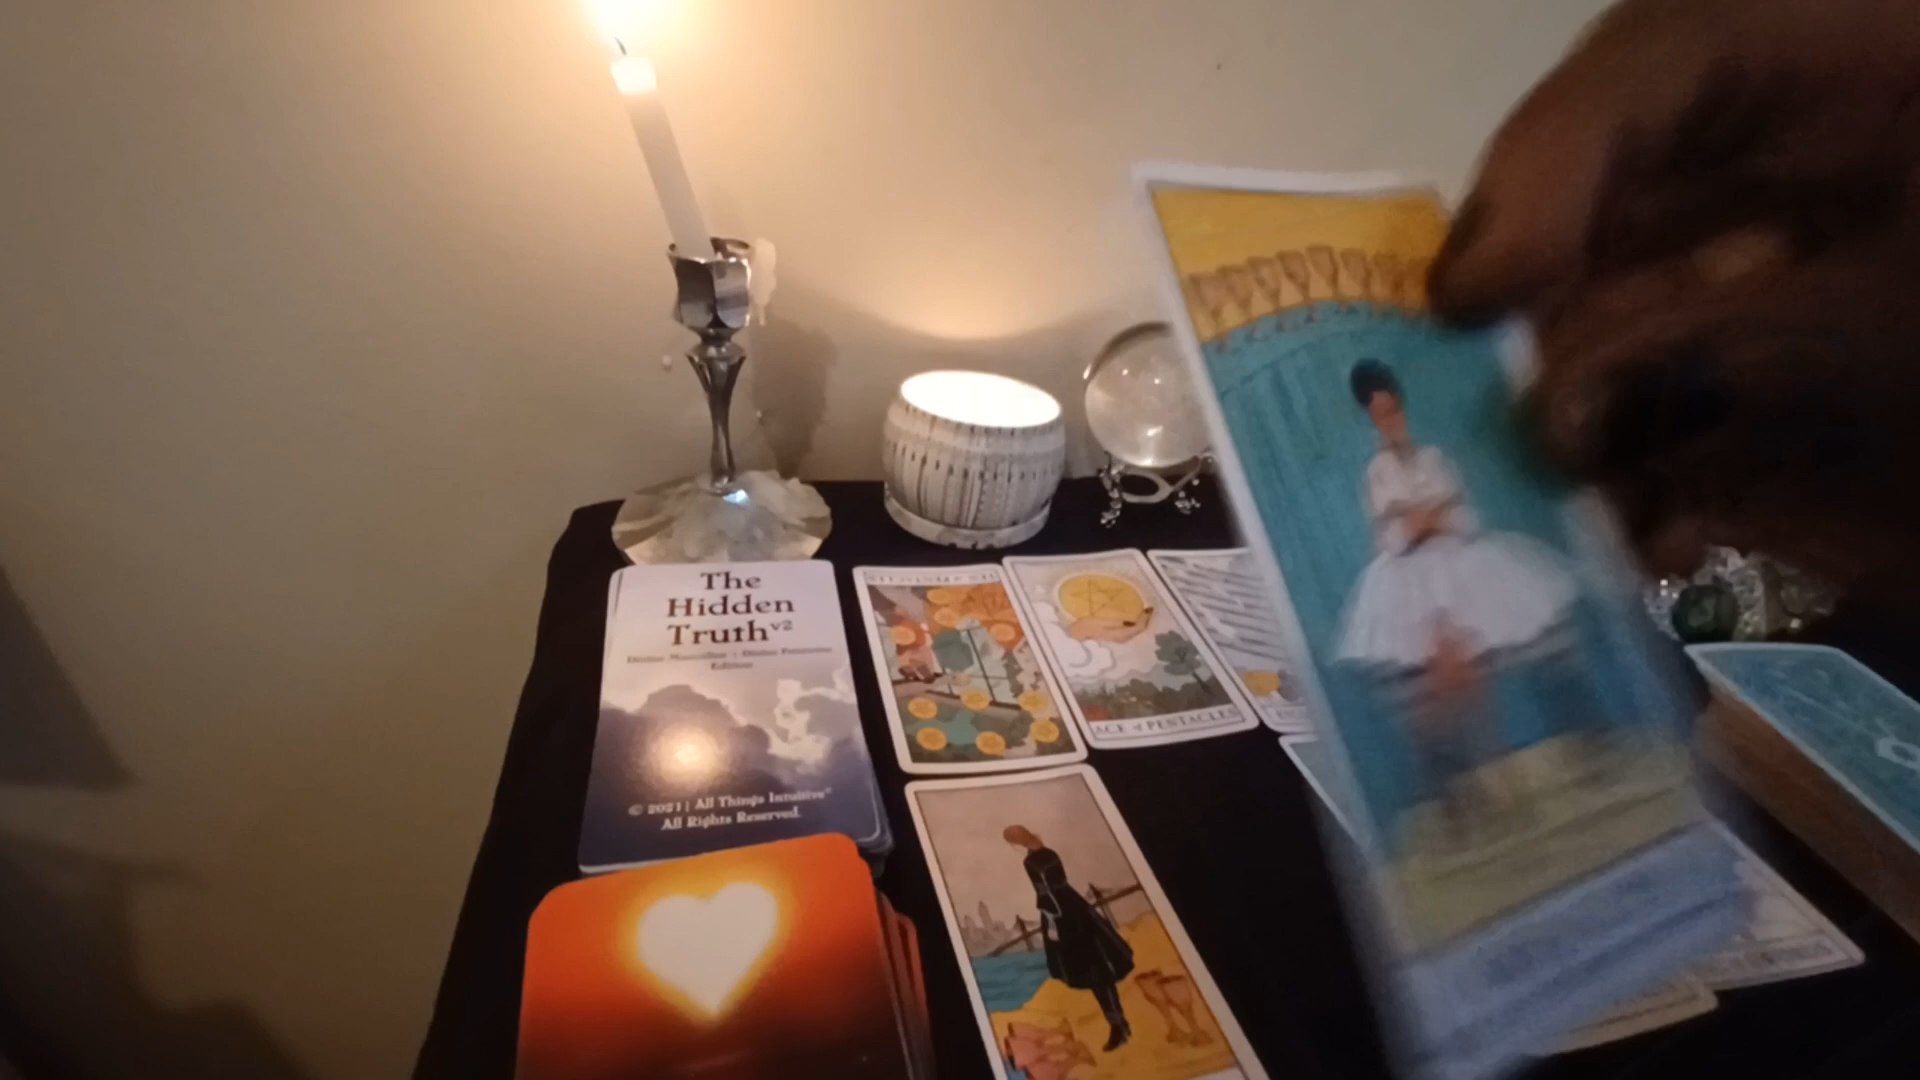 The
Hidden
Truth v2
Divine Masculine | Divine Feminine
Edition
© 2021 | All Things Intuitive®
All Rights Reserved.
ACE of PENTACLES